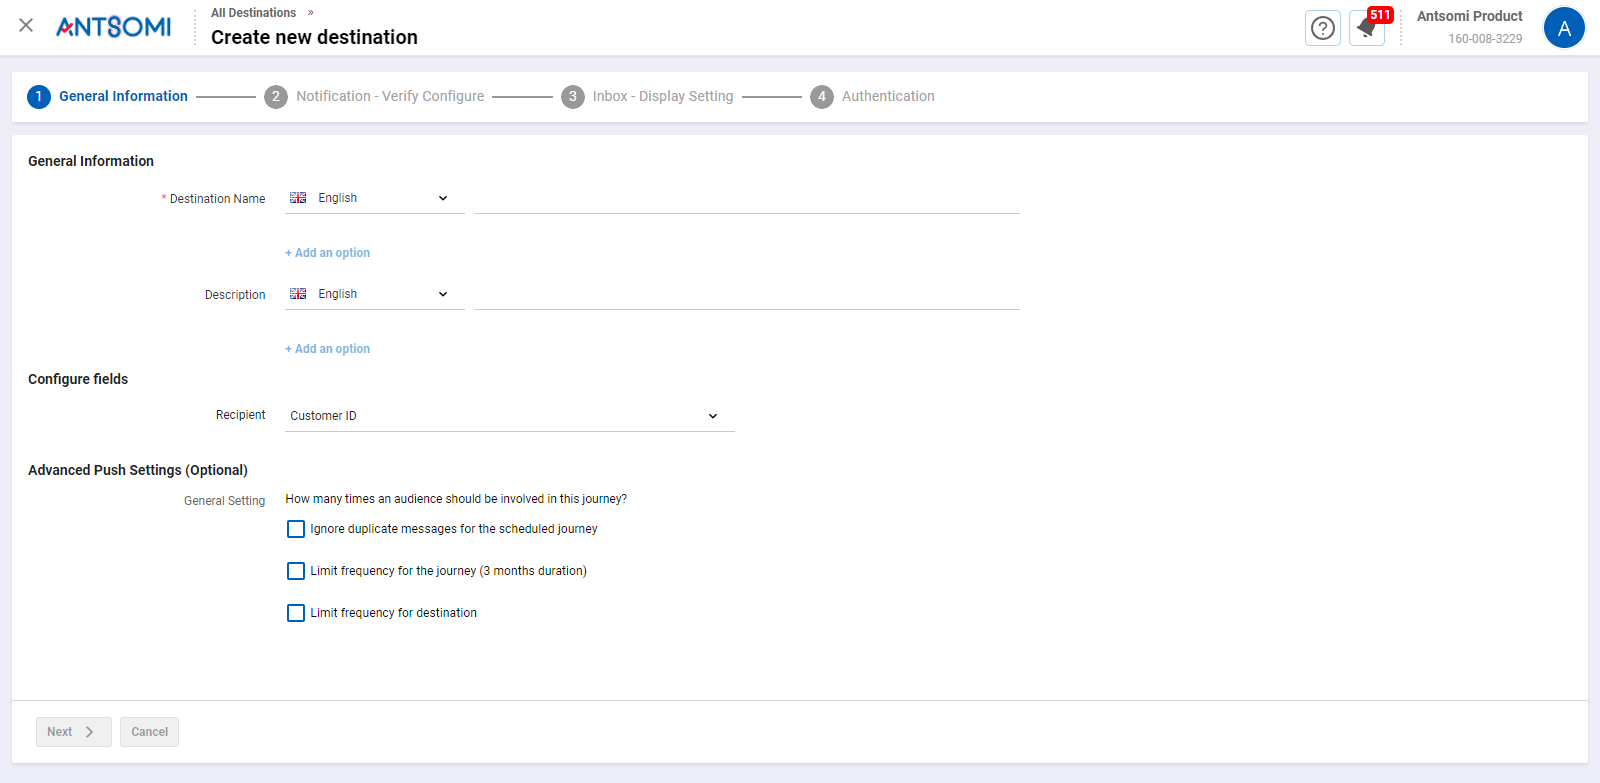 ANTSOMI
All Destinations »
Create new destination
511
Antsomi Product
160-008-3229
A
1 General Information
2 Notification - Verify Configure
3 Inbox - Display Setting
4 Authentication
General Information
* Destination Name
English
+ Add an option
Description
English
+ Add an option
Configure fields
Recipient
Customer ID
Advanced Push Settings (Optional)
General Setting
How many times an audience should be involved in this journey?
Ignore duplicate messages for the scheduled journey
Limit frequency for the journey (3 months duration)
Limit frequency for destination
Next
Cancel